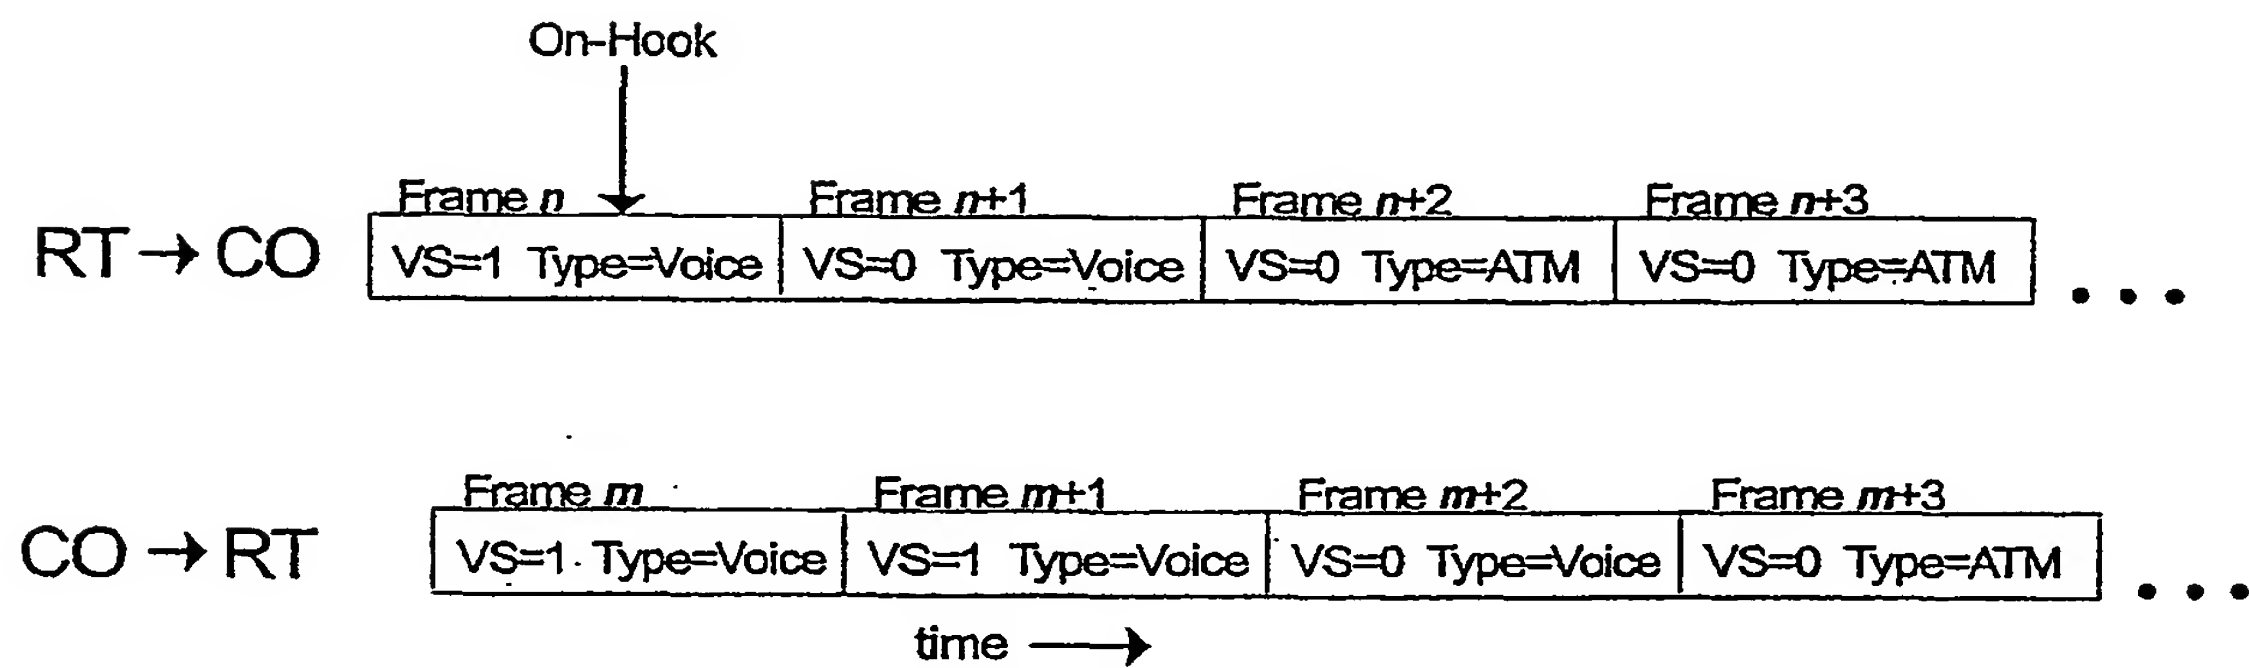 On-Hook
Frame n Frame n+1 Frame n+2 Frame n+3
RT → CO VS=1 Type=Voice VS=0 Type=Voice VS=0 Type=ATM VS=0 Type=ATM • • •
Frame m Frame m+1 Frame m+2 Frame m+3
CO → RT VS=1 Type=Voice VS=1 Type=Voice VS=0 Type=Voice VS=0 Type=ATM • • •
time →